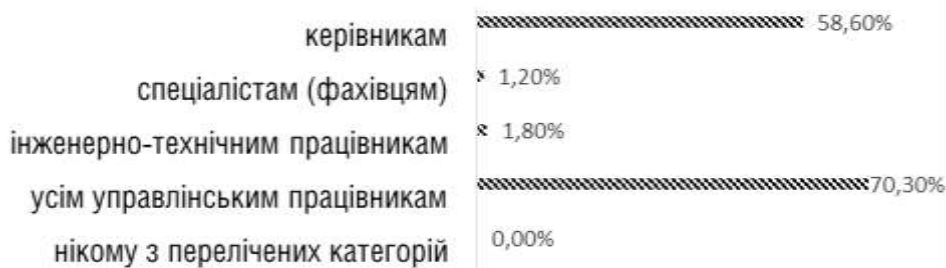 керівникам 58,60%
спеціалістам (фахівцям) 1,20%
інженерно-технічним працівникам 1,80%
усім управлінським працівникам 70,30%
нікому з перелічених категорій 0,00%